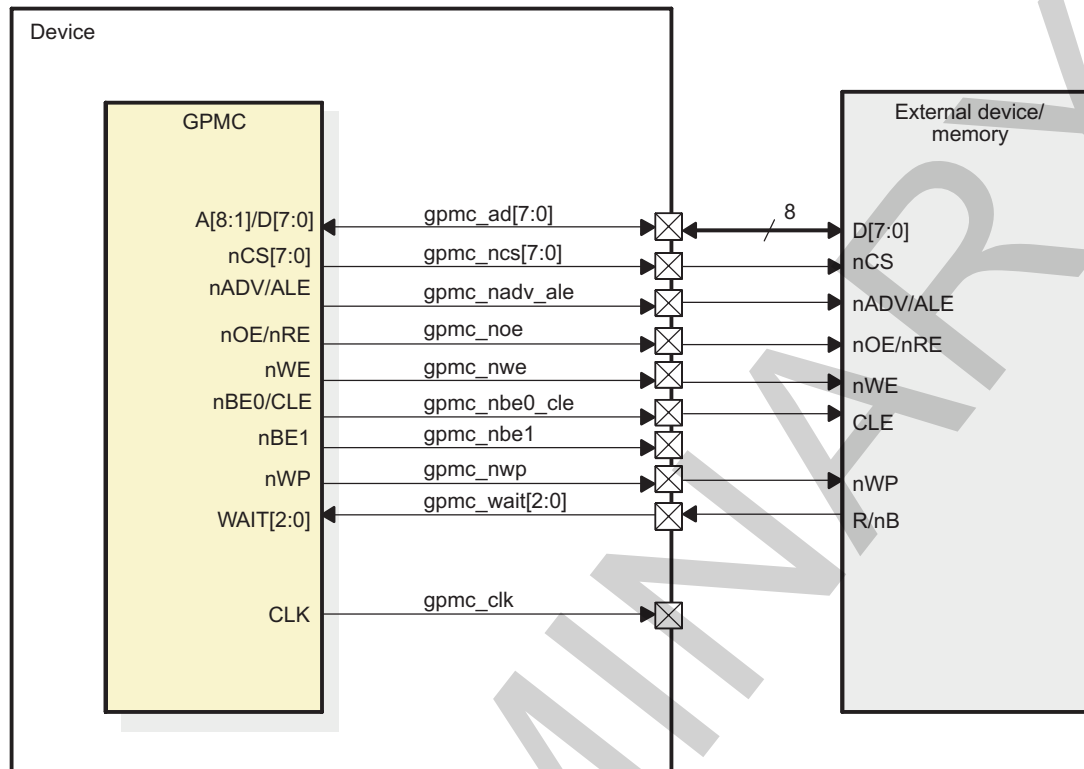 Device
GPMC
External device/
memory
A[8:1]/D[7:0]
gpmc_ad[7:0]
8
D[7:0]
nCS[7:0]
gpmc_ncs[7:0]
nCS
nADV/ALE
gpmc_nadv_ale
nADV/ALE
nOE/nRE
gpmc_noe
nOE/nRE
nWE
gpmc_nwe
nWE
nBE0/CLE
gpmc_nbe0_cle
CLE
nBE1
gpmc_nbe1
nWP
gpmc_nwp
nWP
WAIT[2:0]
gpmc_wait[2:0]
R/nB
CLK
gpmc_clk
MINARY